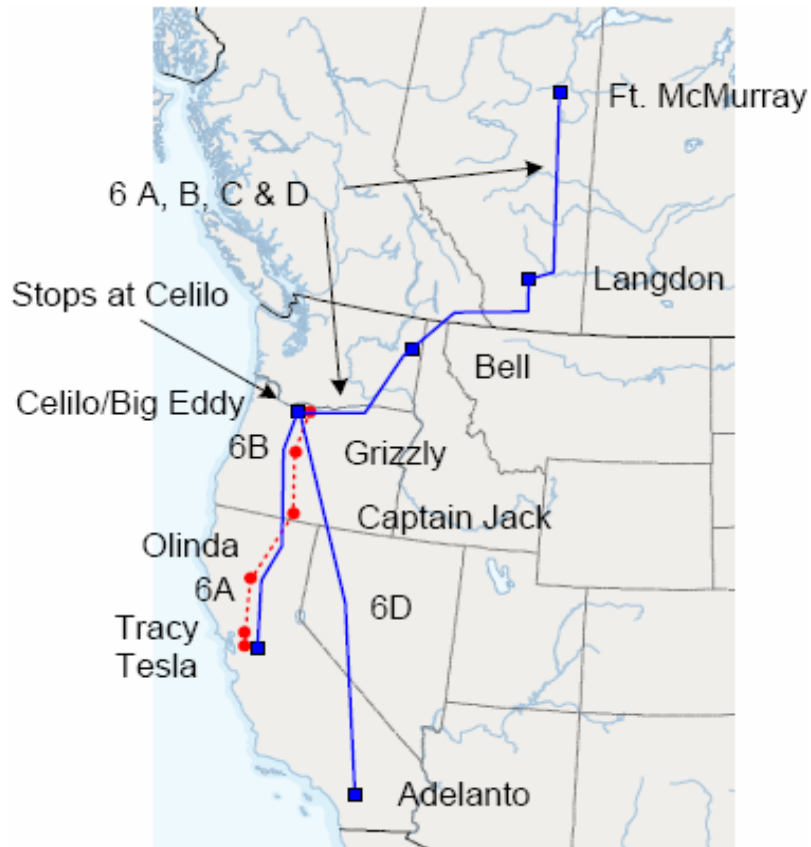 Ft. McMurray
6 A, B, C & D
Langdon
Stops at Celilo
Bell
Celilo/Big Eddy
6B
Grizzly
Captain Jack
Olinda
6A
6D
Tracy
Tesla
Adelanto